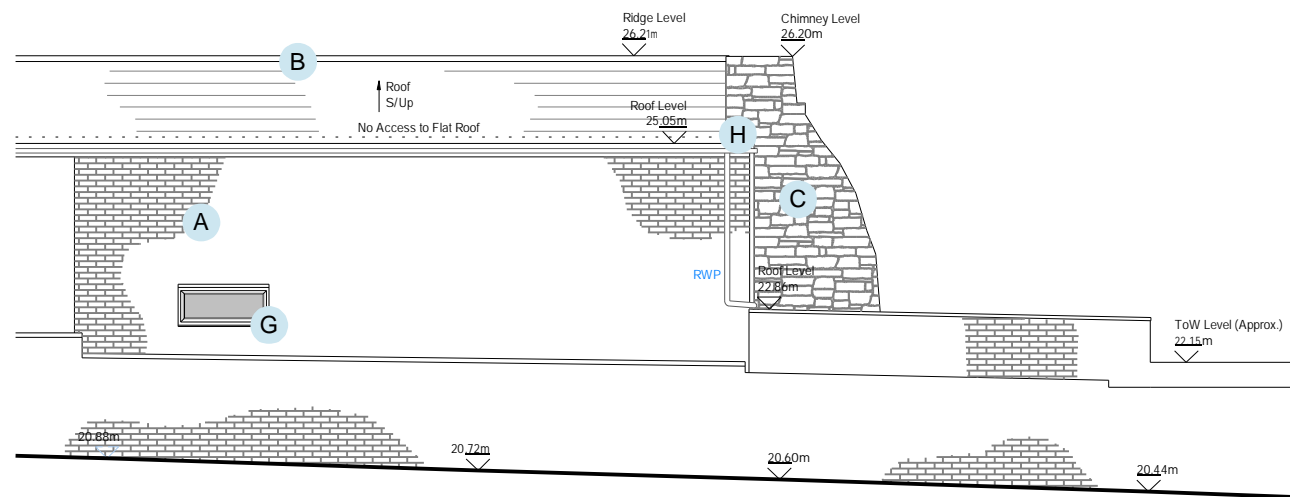 Ridge Level
26.21m
Chimney Level
26.20m
B
Roof
S/Up
Roof Level
25.05m
No Access to Flat Roof
H
C
A
RWP
Roof Level
22.86m
G
ToW Level (Approx.)
22.15m
20.88m
20.72m
20.60m
20.44m